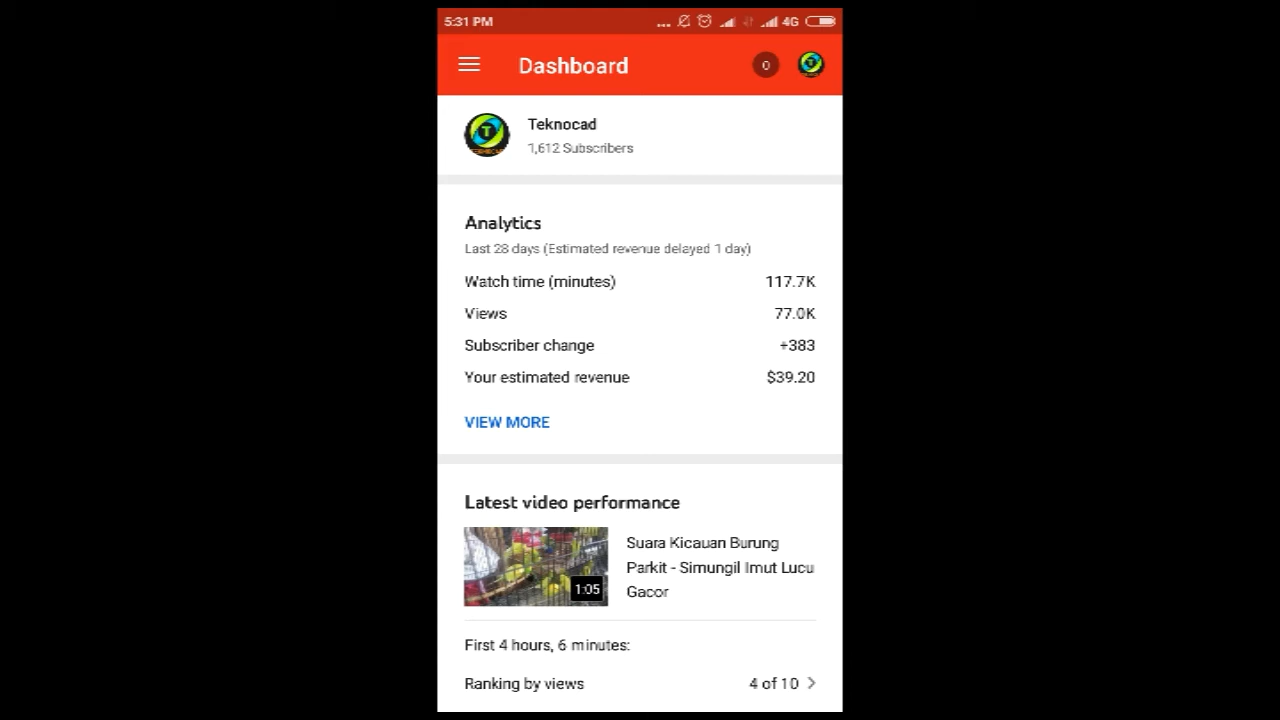 5:31 PM
4G
Dashboard
0
Teknocad
1,612 Subscribers
Analytics
Last 28 days (Estimated revenue delayed 1 day)
Watch time (minutes) 117.7K
Views 77.0K
Subscriber change +383
Your estimated revenue $39.20
VIEW MORE
Latest video performance
1:05
Suara Kicauan Burung
Parkit - Simungil Imut Lucu
Gacor
First 4 hours, 6 minutes:
Ranking by views 4 of 10